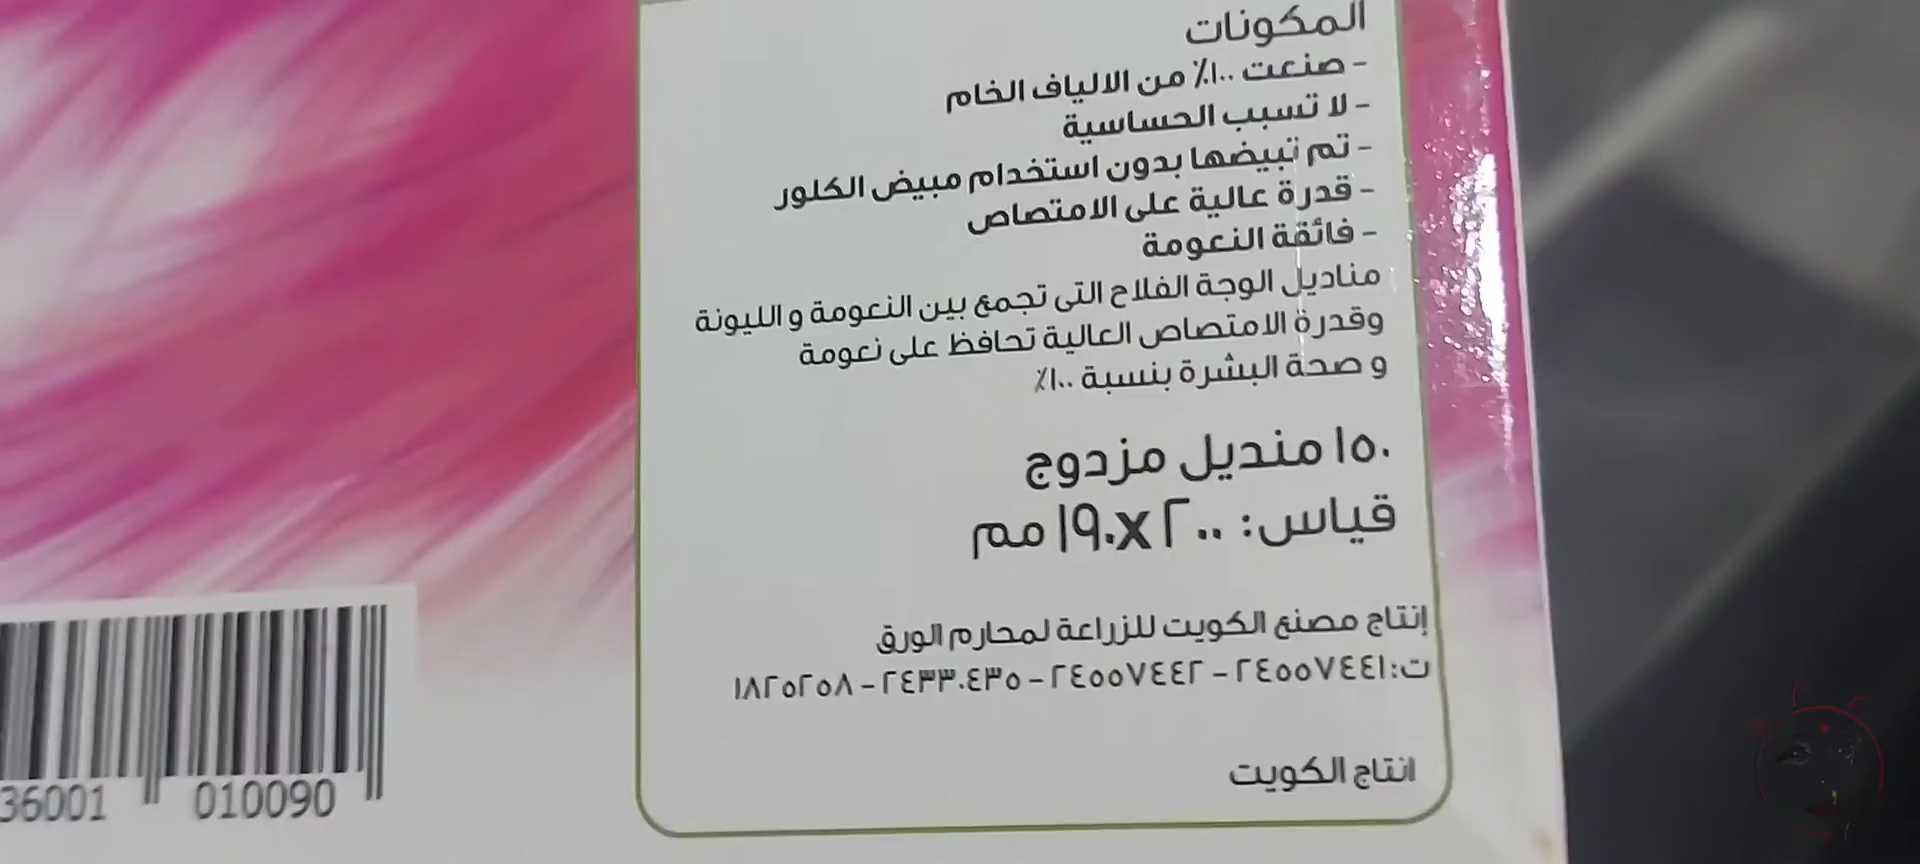 المكونات
- صنعت ١٠٠٪ من الالياف الخام
- لا تسبب الحساسية
- تم تبيضها بدون استخدام مبيض الكلور
- قدرة عالية على الامتصاص
- فائقة النعومة
مناديل الوجة الفلاح التى تجمع بين النعومة و الليونة
وقدرة الامتصاص العالية تحافظ على نعومة
و صحة البشرة بنسبة ١٠٠٪
١٥٠ منديل مزدوج
قياس: ٢٠٠x١٩٠ مم
إنتاج مصنع الكويت للزراعة لمحارم الورق
ت:٢٤٥٥٧٤٤١ - ٢٤٥٥٧٤٤٢ - ٢٤٣٣٠٤٣٥ - ١٨٢٥٢٥٨
انتاج الكويت
36001 010090